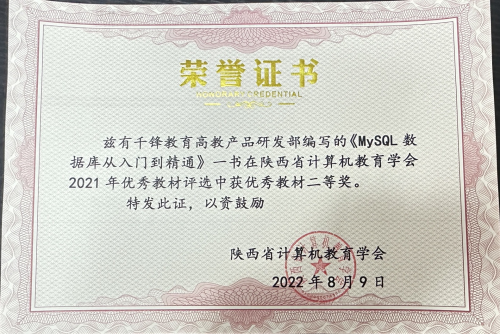 荣誉证书
HONORARY CREDENTIAL
兹有千锋教育高教产品研发部编写的《MySQL 数
据库从入门到精通》一书在陕西省计算机教育学会
2021 年优秀教材评选中获优秀教材二等奖。
特发此证，以资鼓励
陕西省计算机教育学会
2022 年 8 月 9 日